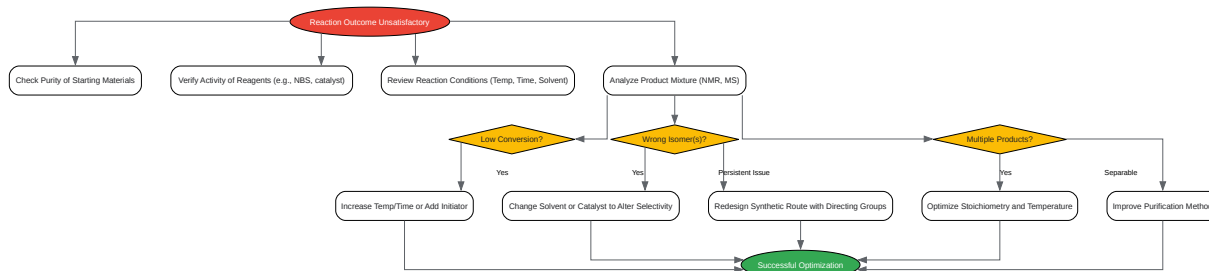 Reaction Outcome Unsatisfactory
Check Purity of Starting Materials
Verify Activity of Reagents (e.g., NBS, catalyst)
Review Reaction Conditions (Temp, Time, Solvent)
Analyze Product Mixture (NMR, MS)
Low Conversion?
Wrong Isomer(s)?
Multiple Products?
Yes
Yes
Persistent Issue
Yes
Separable
Increase Temp/Time or Add Initiator
Change Solvent or Catalyst to Alter Selectivity
Redesign Synthetic Route with Directing Groups
Optimize Stoichiometry and Temperature
Improve Purification Method
Successful Optimization